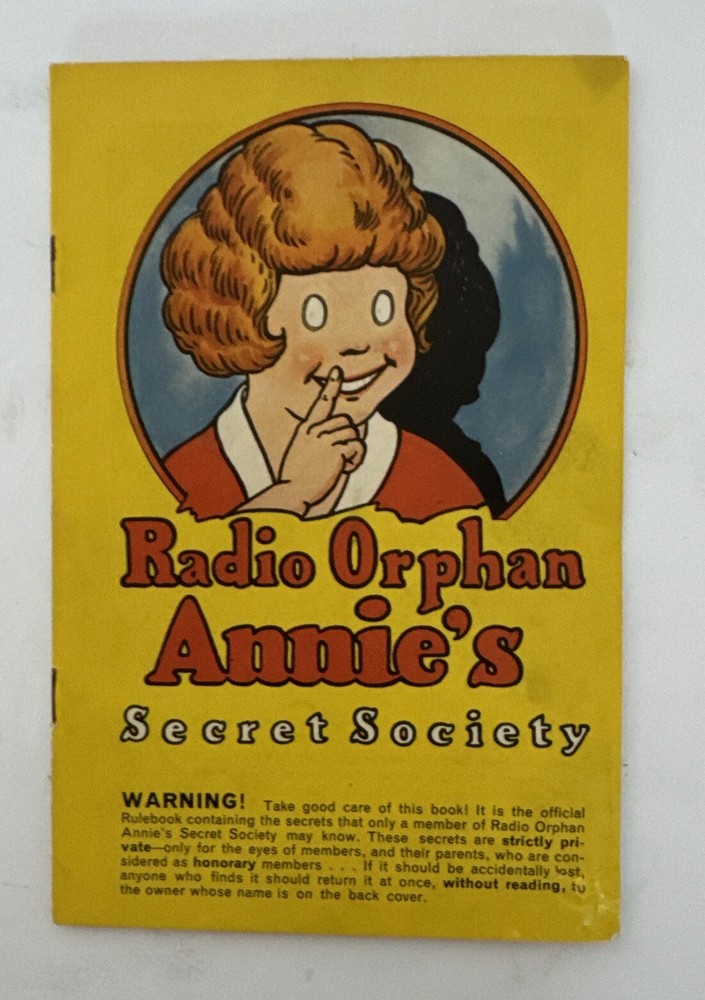 Radio Orphan
Annie's
Secret Society
WARNING! Take good care of this book! It is the official
Rulebook containing the secrets that only a member of Radio Orphan
Annie's Secret Society may know. These secrets are strictly pri-
vate—only for the eyes of members, and their parents, who are con-
sidered as honorary members . . . If it should be accidentally lost,
anyone who finds it should return it at once, without reading, to
the owner whose name is on the back cover.